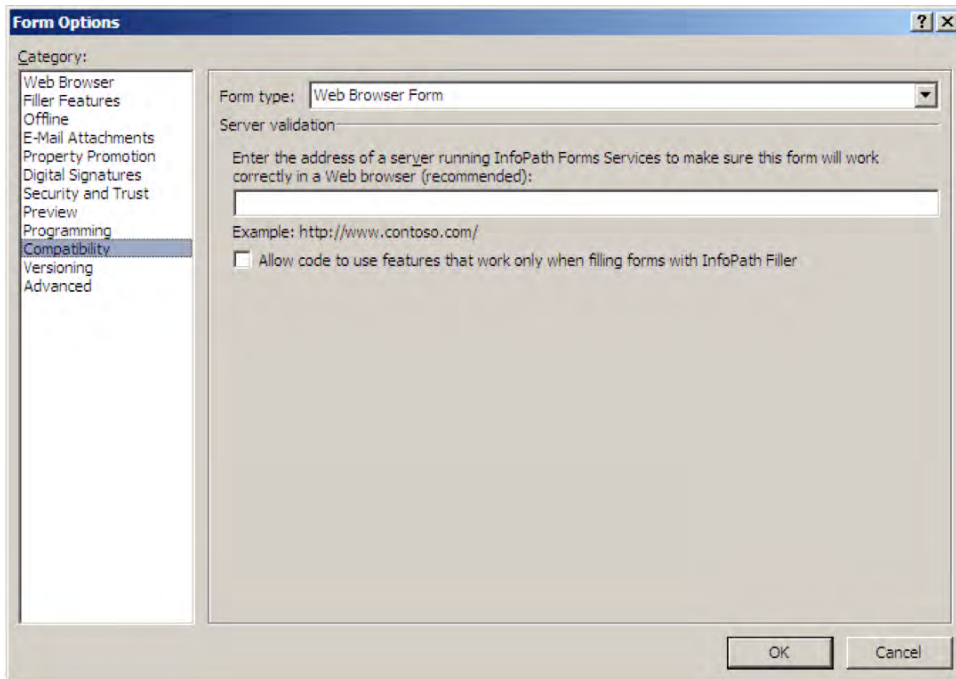 Form Options
Category:
Web Browser
Filler Features
Offline
E-Mail Attachments
Property Promotion
Digital Signatures
Security and Trust
Preview
Programming
Compatibility
Versioning
Advanced
Form type: Web Browser Form
Server validation
Enter the address of a server running InfoPath Forms Services to make sure this form will work
correctly in a Web browser (recommended):
Example: http://www.contoso.com/
Allow code to use features that work only when filling forms with InfoPath Filler
OK Cancel